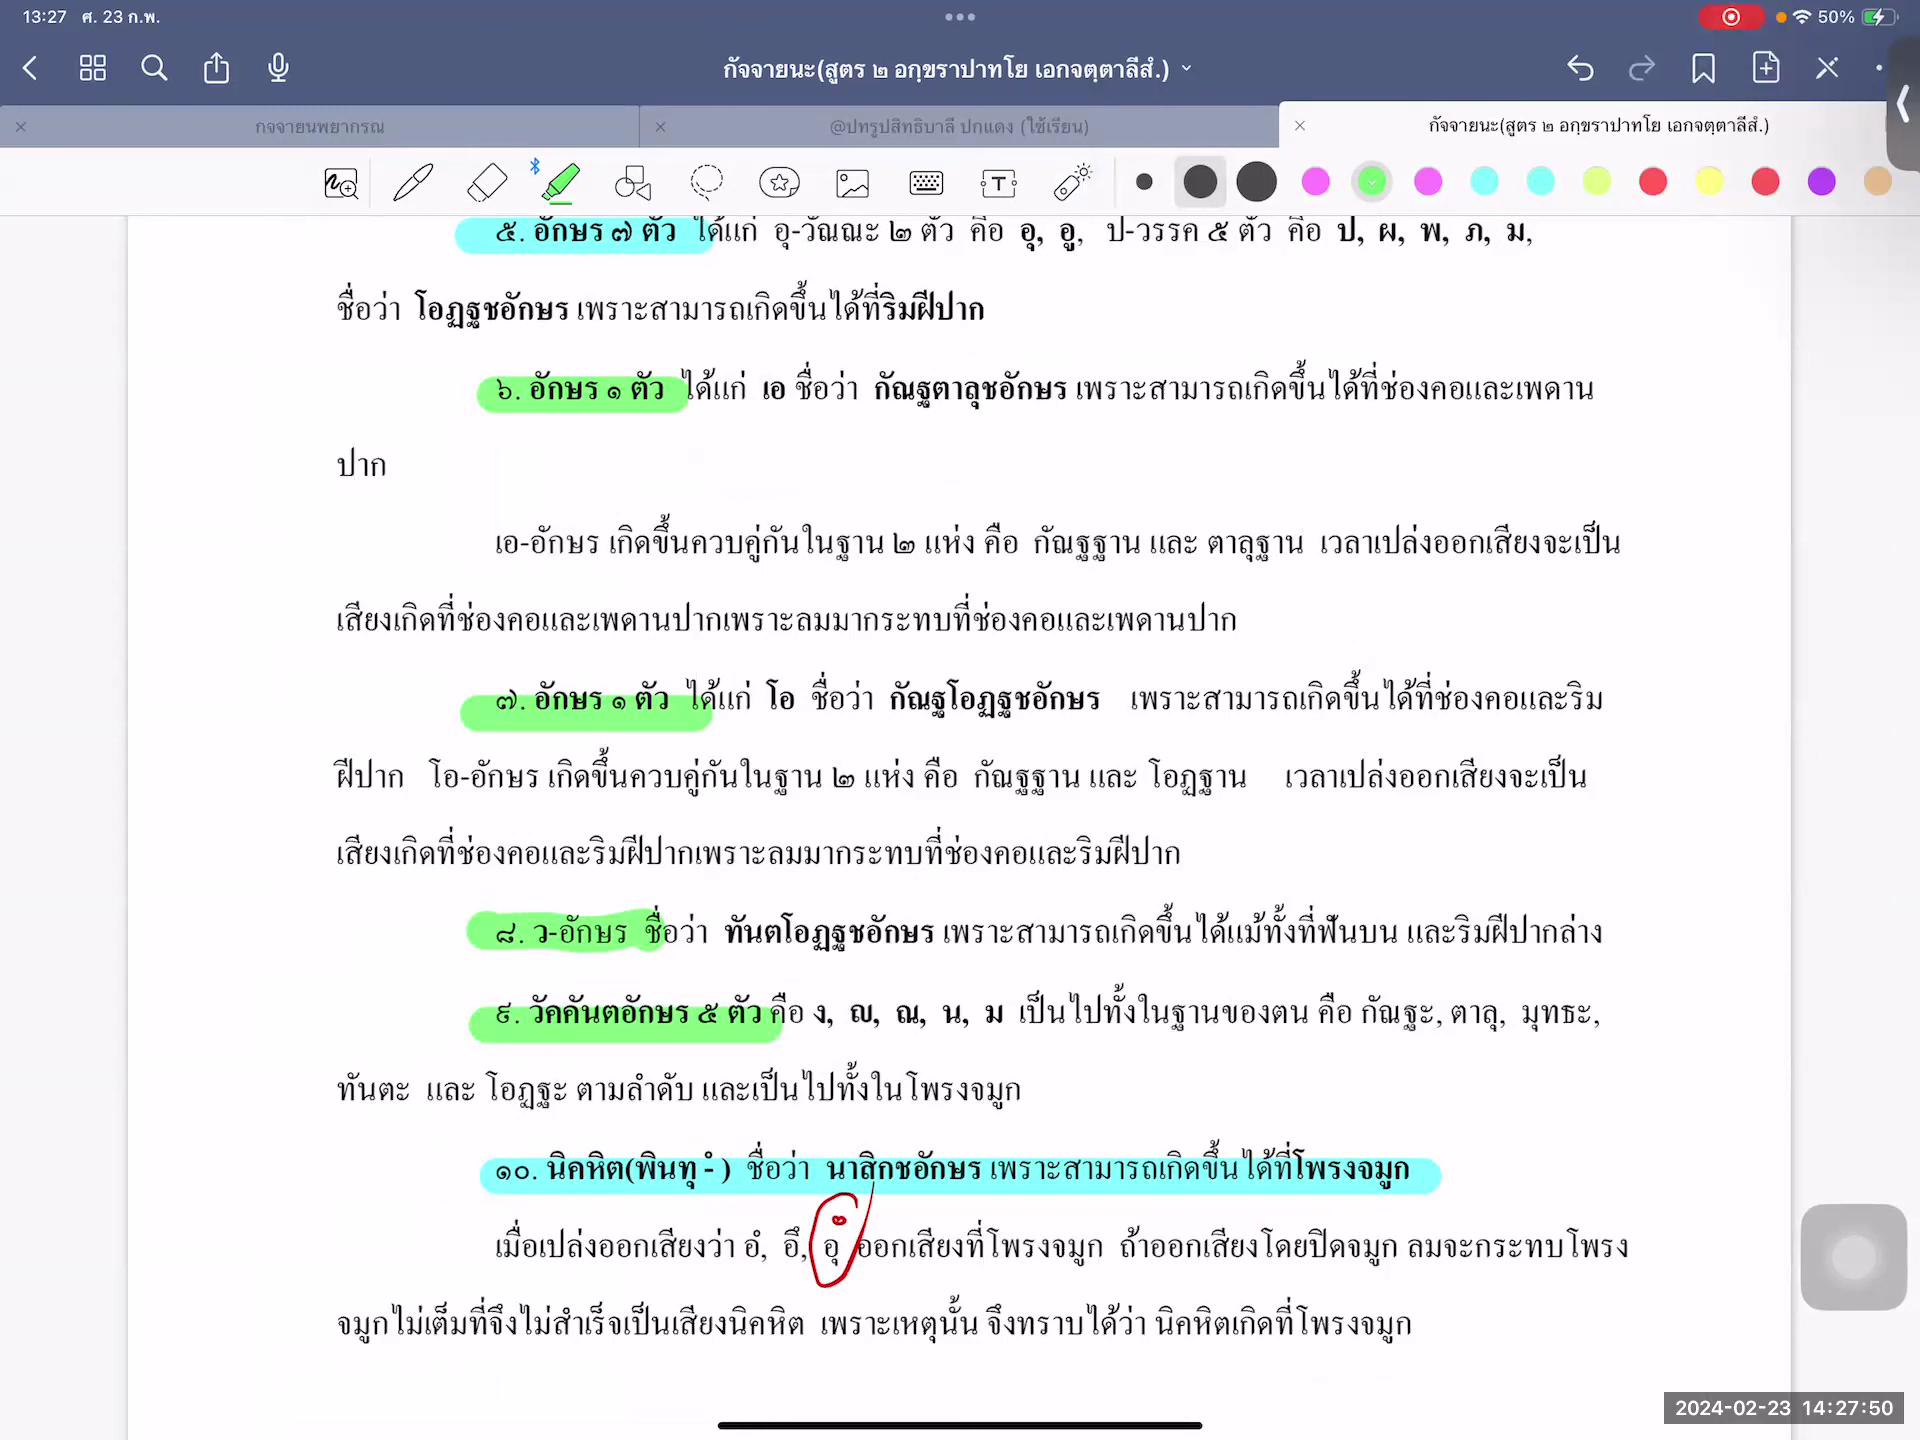 13:27 ศ. 23 ก.พ.
50%
กัจจายนะ(สูตร ๒ อกฺขราปาทโย เอกจตฺตาลีสํ.)
กจจายนพยากรณ
@ปทรูปสิทธิบาลี ปกแดง (ใช้เรียน)
กัจจายนะ(สูตร ๒ อกฺขราปาทโย เอกจตฺตาลีสํ.)
๕. อักษร ๗ ตัว ได้แก่ อุ-วัณณะ ๒ ตัว คือ อุ, อู, ป-วรรค ๕ ตัว คือ ป, ผ, พ, ภ, ม,
ชื่อว่า โอฏฐชอักษร เพราะสามารถเกิดขึ้นได้ที่ริมฝีปาก
๖. อักษร ๑ ตัว ได้แก่ เอ ชื่อว่า กัณฐตาลุชอักษร เพราะสามารถเกิดขึ้นได้ที่ช่องคอและเพดาน
ปาก
เอ-อักษร เกิดขึ้นควบคู่กันในฐาน ๒ แห่ง คือ กัณฐฐาน และ ตาลุฐาน เวลาเปล่งออกเสียงจะเป็น
เสียงเกิดที่ช่องคอและเพดานปากเพราะลมมากระทบที่ช่องคอและเพดานปาก
๗. อักษร ๑ ตัว ได้แก่ โอ ชื่อว่า กัณฐโอฏฐชอักษร เพราะสามารถเกิดขึ้นได้ที่ช่องคอและริม
ฝีปาก โอ-อักษร เกิดขึ้นควบคู่กันในฐาน ๒ แห่ง คือ กัณฐฐาน และ โอฏฐาน เวลาเปล่งออกเสียงจะเป็น
เสียงเกิดที่ช่องคอและริมฝีปากเพราะลมมากระทบที่ช่องคอและริมฝีปาก
๘. ว-อักษร ชื่อว่า ทันตโอฏฐชอักษร เพราะสามารถเกิดขึ้นได้แม้ทั้งที่ฟันบน และริมฝีปากล่าง
๙. วัคคันตอักษร ๕ ตัว คือ ง, ญ, ณ, น, ม เป็นไปทั้งในฐานของตน คือ กัณฐะ, ตาลุ, มุทธะ,
ทันตะ และ โอฏฐะ ตามลำดับ และเป็นไปทั้งในโพรงจมูก
๑๐. นิคหิต(พินทุ -ํ ) ชื่อว่า นาสิกชอักษร เพราะสามารถเกิดขึ้นได้ที่โพรงจมูก
เมื่อเปล่งออกเสียงว่า อํ, อึ, อุํ ออกเสียงที่โพรงจมูก ถ้าออกเสียงโดยปิดจมูก ลมจะกระทบโพรง
จมูกไม่เต็มที่จึงไม่สำเร็จเป็นเสียงนิคหิต เพราะเหตุนั้น จึงทราบได้ว่า นิคหิตเกิดที่โพรงจมูก
2024-02-23 14:27:50